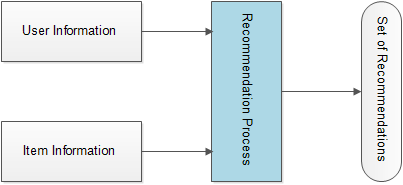 User Information
Item Information
Recommendation Process
Set of Recommendations